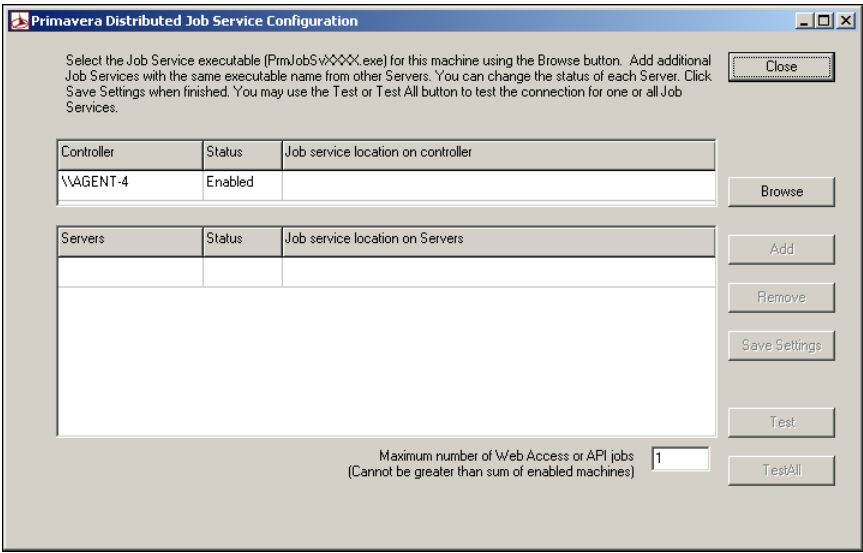 Primavera Distributed Job Service Configuration
Select the Job Service executable (PrmJobSvXXXX.exe) for this machine using the Browse button.  Add additional
Job Services with the same executable name from other Servers. You can change the status of each Server. Click
Save Settings when finished. You may use the Test or Test All button to test the connection for one or all Job
Services.
Close
Controller Status Job service location on controller
\\AGENT-4 Enabled
Browse
Servers Status Job service location on Servers
Add
Remove
Save Settings
Test
Maximum number of Web Access or API jobs 1
(Cannot be greater than sum of enabled machines)
TestAll